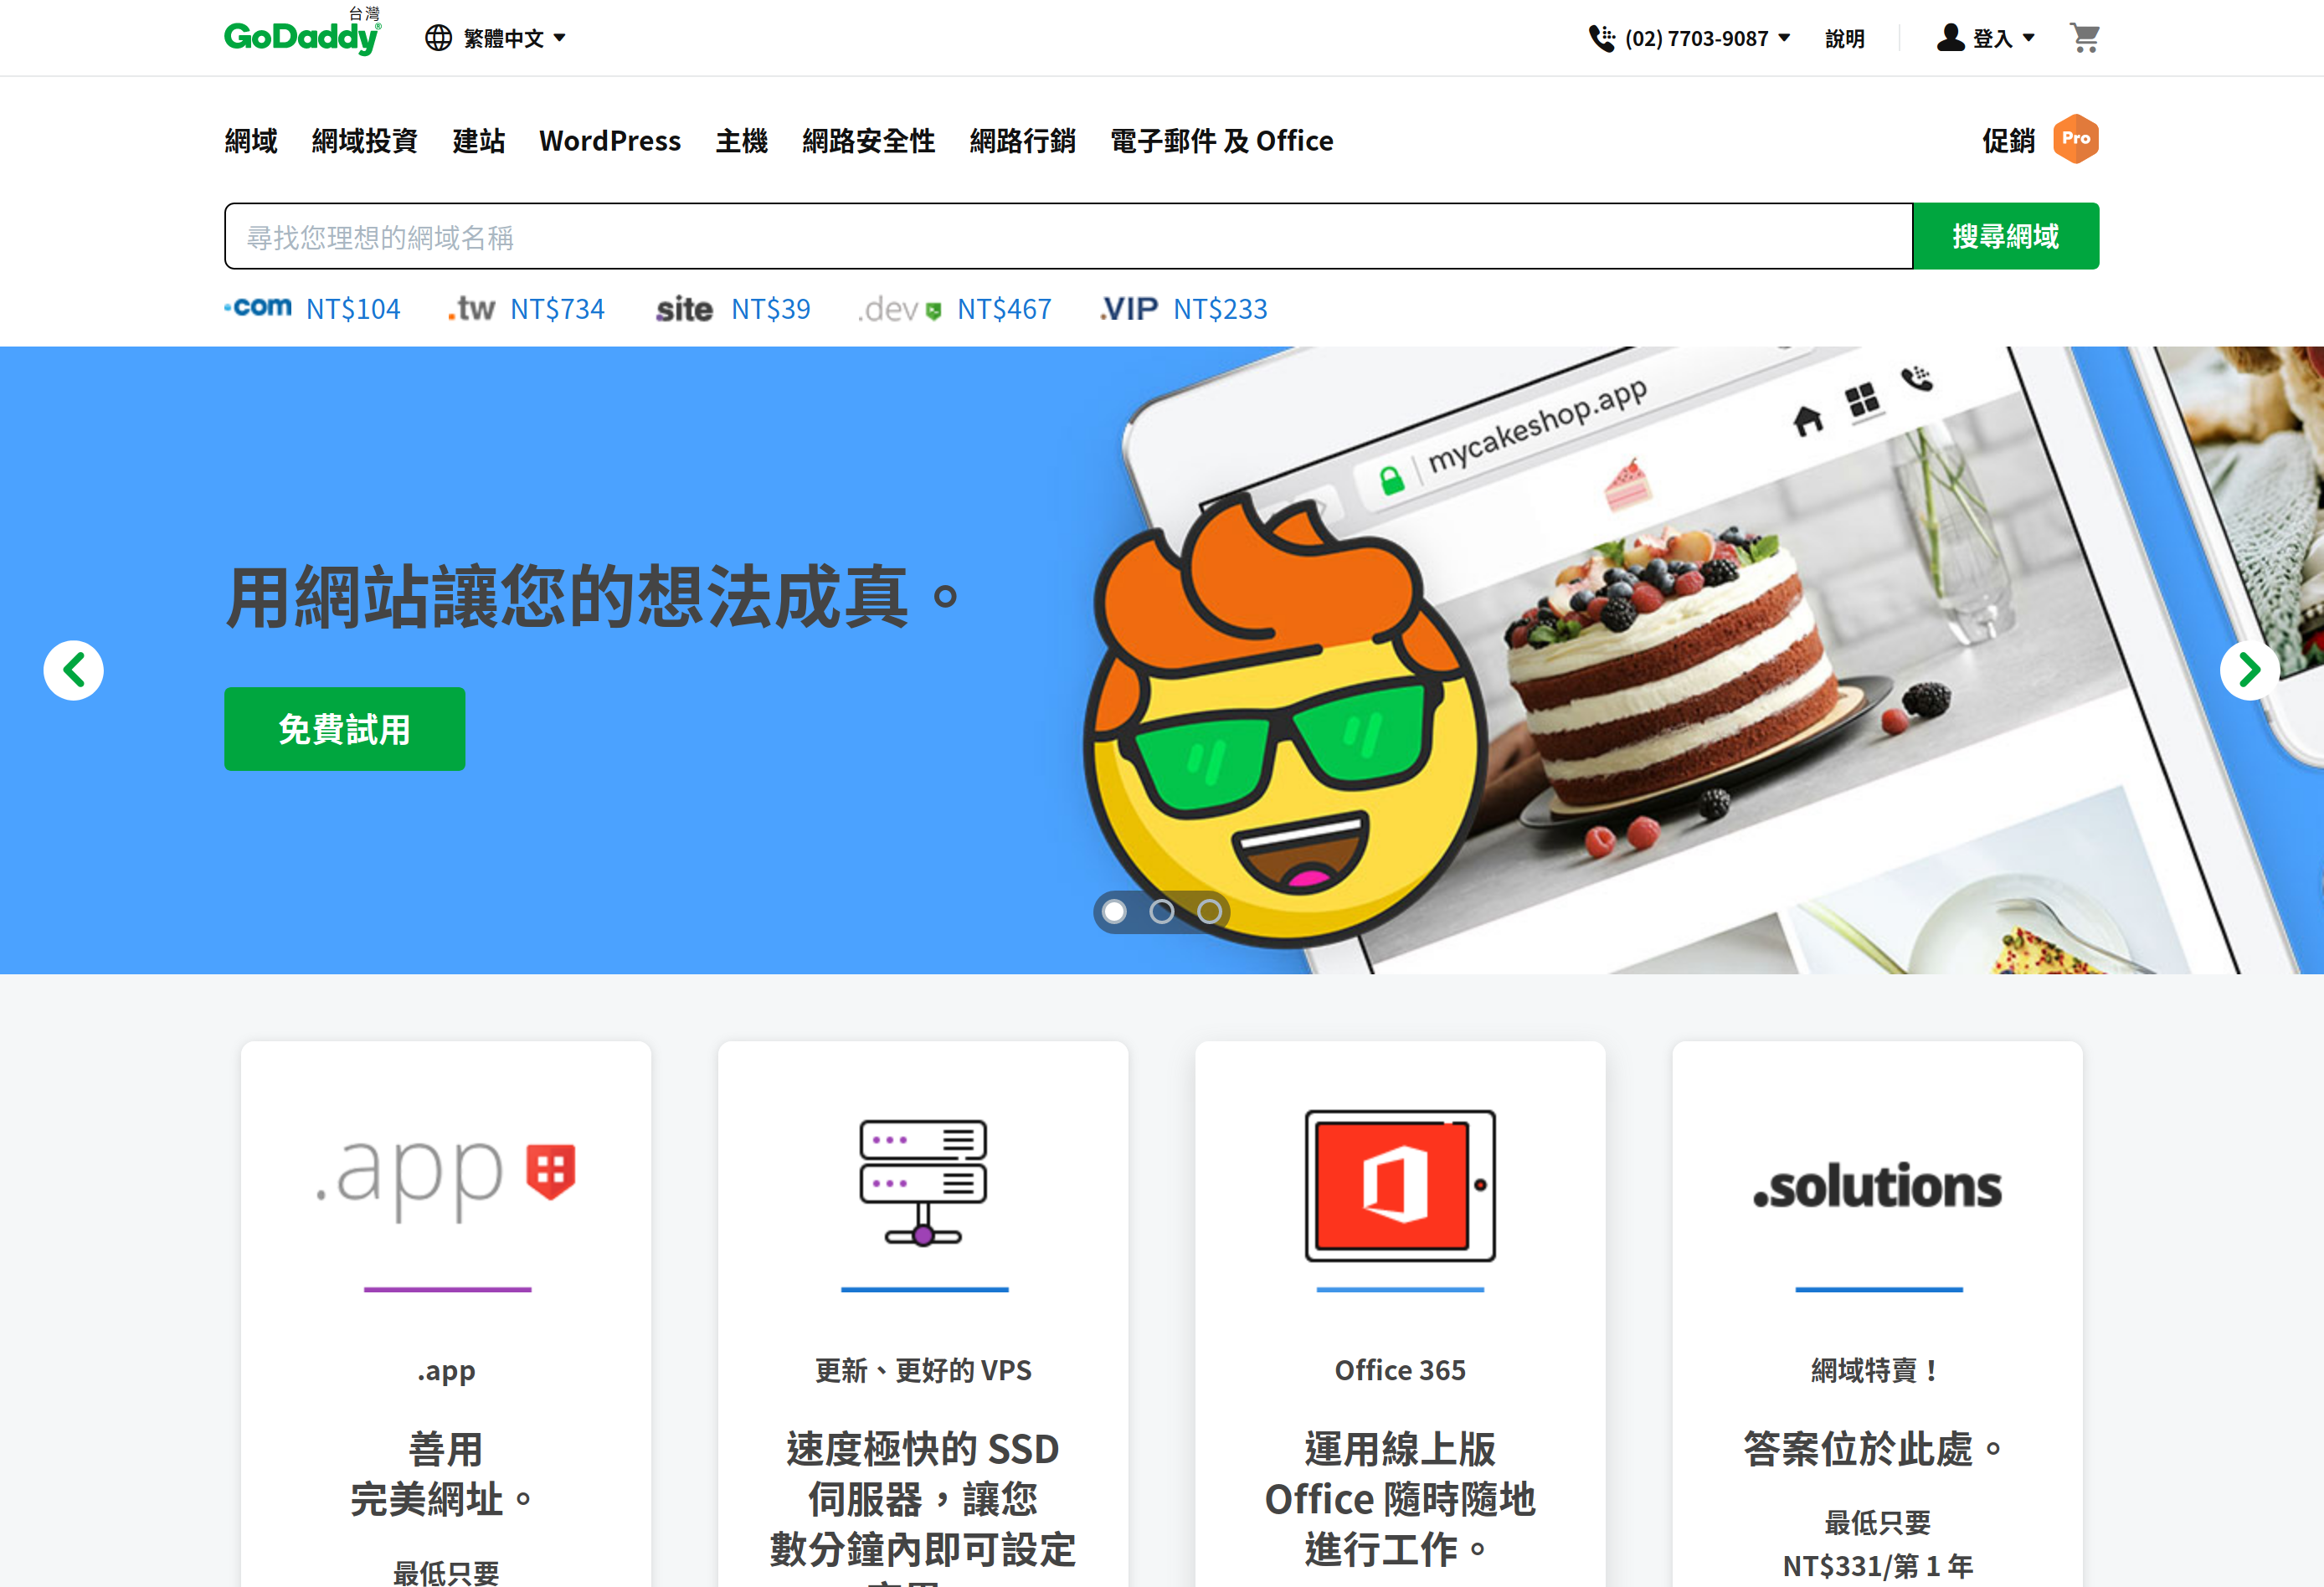 台灣
GoDaddy®
繁體中文
(02) 7703-9087
說明
登入
網域 網域投資 建站 WordPress 主機 網路安全性 網路行銷 電子郵件 及 Office
促銷 Pro
尋找您理想的網域名稱
搜尋網域
.com NT$104 .tw NT$734 .site NT$39 .dev NT$467 .VIP NT$233
mycakeshop.app
用網站讓您的想法成真。
免費試用
.app
.app
善用
完美網址。
最低只要
更新、更好的 VPS
速度極快的 SSD
伺服器，讓您
數分鐘內即可設定
Office 365
運用線上版
Office 隨時隨地
進行工作。
.solutions
網域特賣！
答案位於此處。
最低只要
NT$331/第 1 年